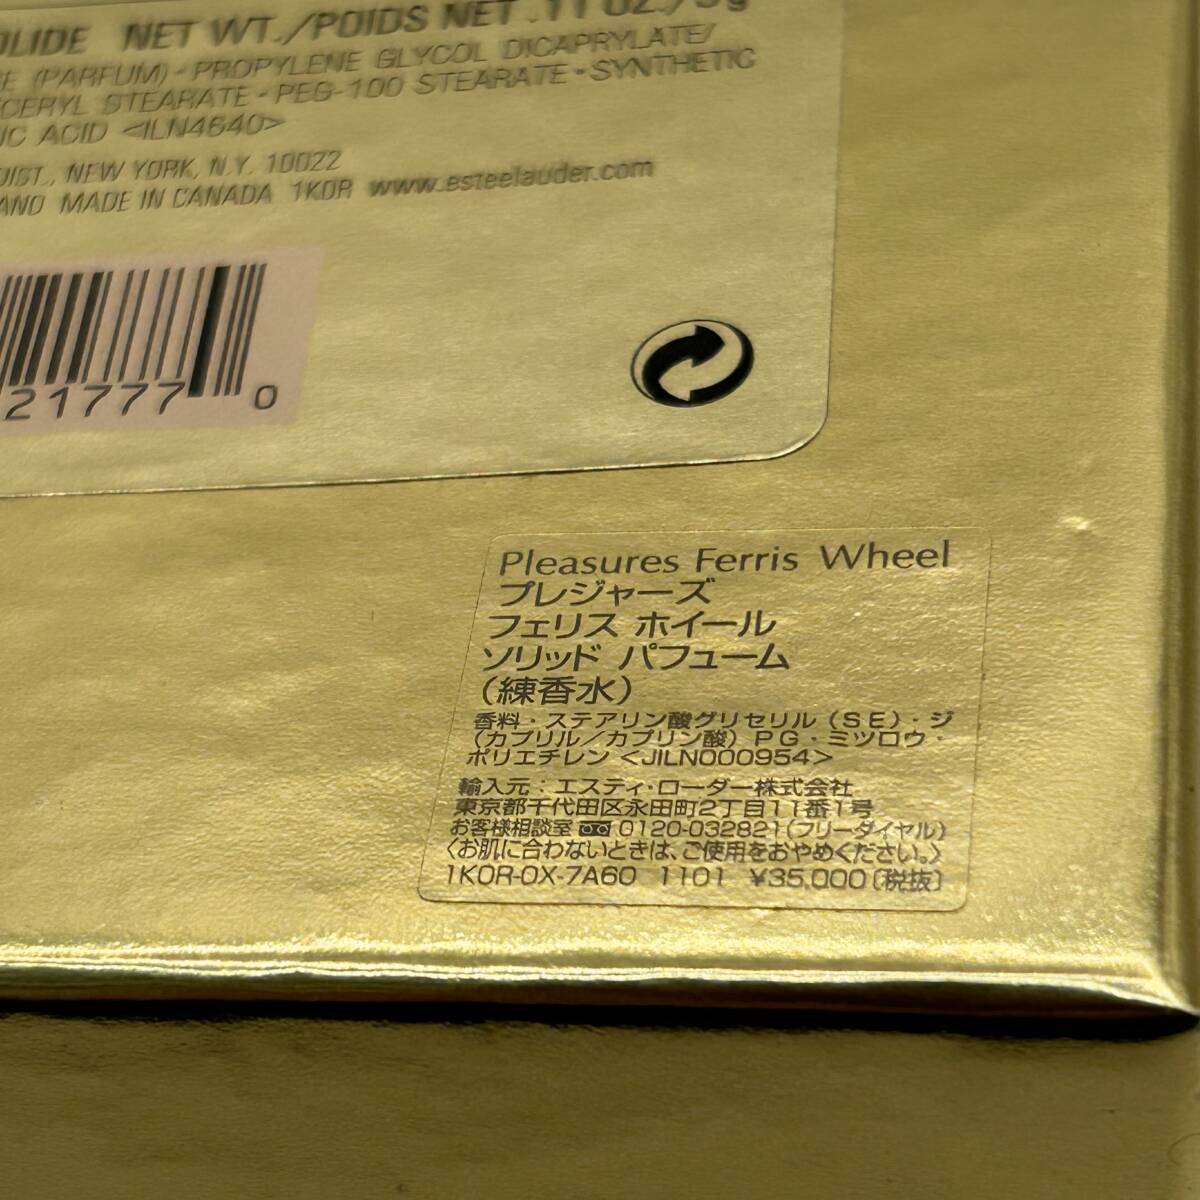 OLIDE NET WT./POIDS NET .11 OZ./3g
(PARFUM)•PROPYLENE GLYCOL DICAPRYLATE/
CERYL STEARATE•PEG-100 STEARATE•SYNTHETIC
IC ACID <ILN4640>
DIST., NEW YORK, N.Y. 10022
MADE IN CANADA 1K0R www.esteelauder.com
21777 0
Pleasures Ferris Wheel
プレジャーズ
フェリス ホイール
ソリッド パフューム
(練香水)
香料・ステアリン酸グリセリル(SE)・ジ
(カプリル/カプリン酸)PG・ミツロウ・
ポリエチレン<JILN000954>
輸入元:エスティ・ローダー株式会社
東京都千代田区永田町2丁目11番1号
お客様相談室 0120-032821(フリーダイヤル)
〈お肌に合わないときは、ご使用をおやめください。〉
1K0R-0X-7A60 1101 ¥35,000〔税抜〕